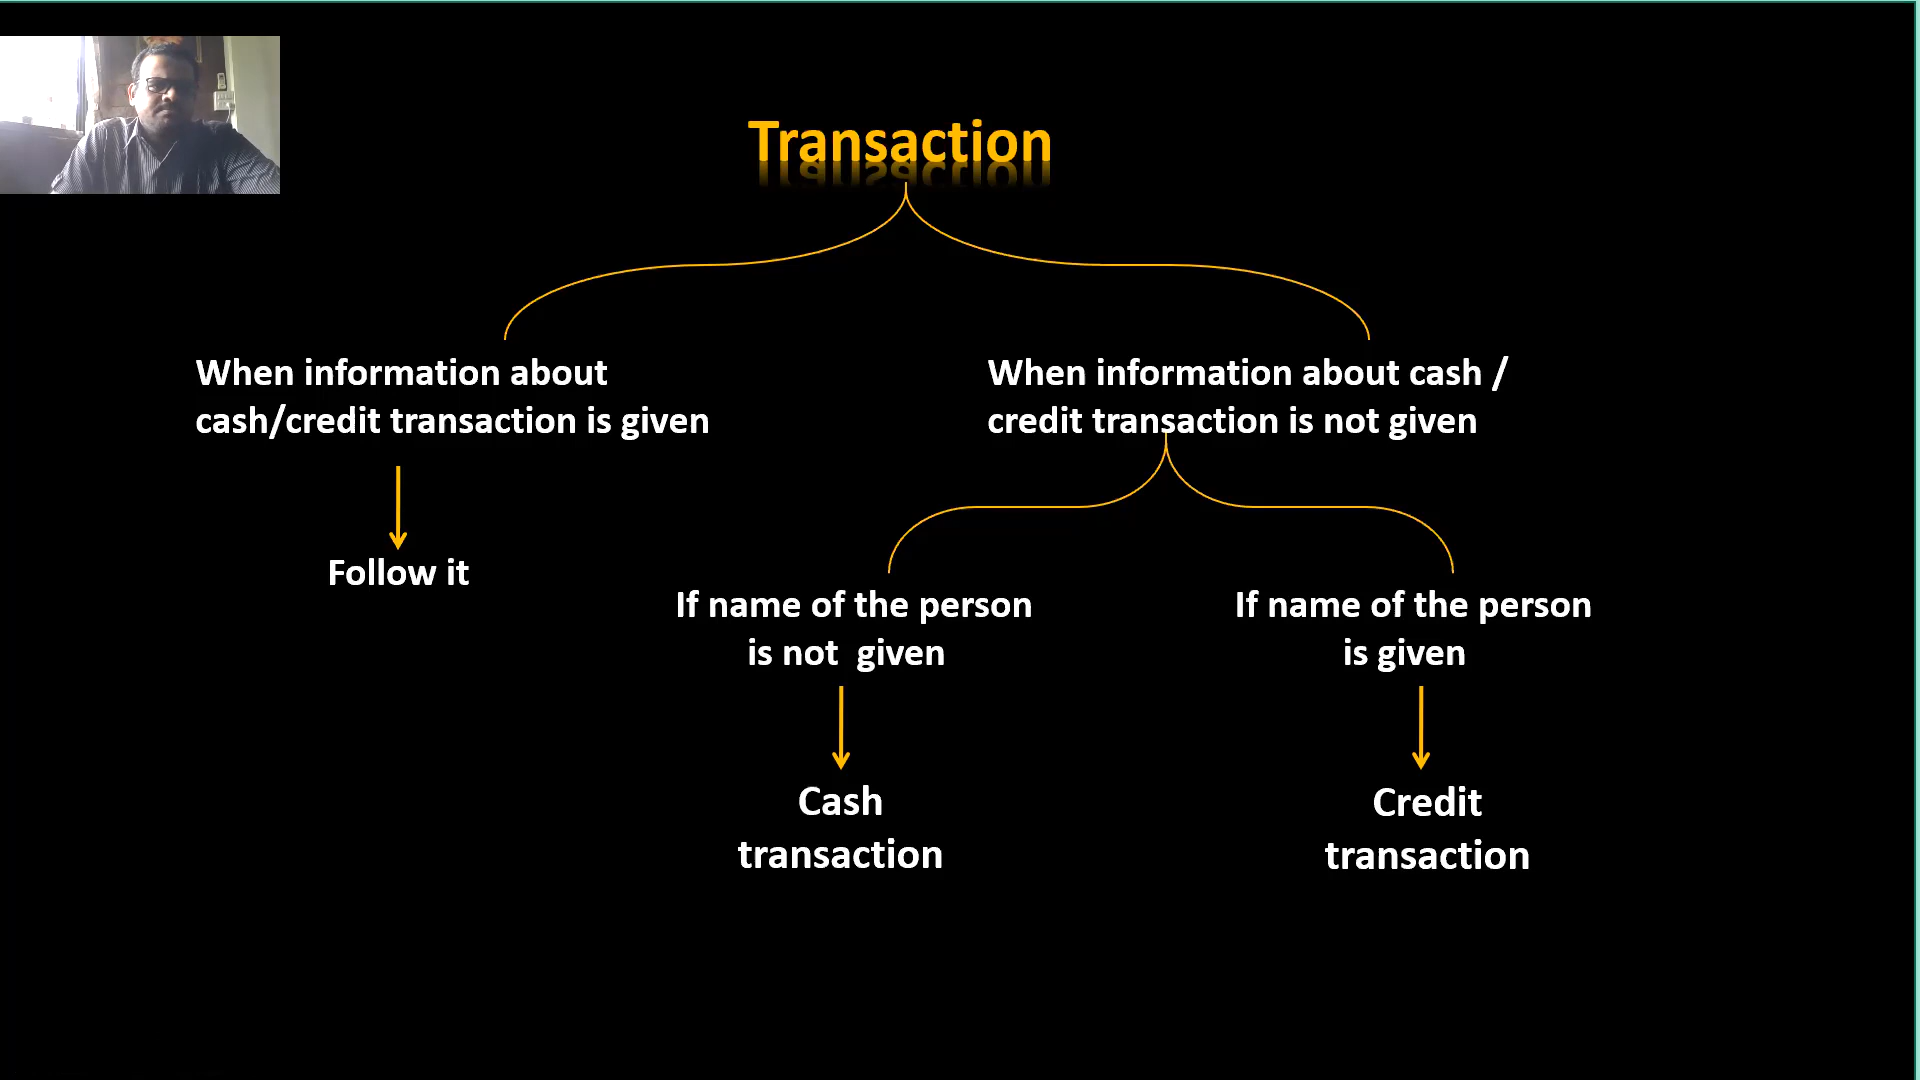 Transaction
When information about
cash/credit transaction is given
Follow it
When information about cash /
credit transaction is not given
If name of the person
is not  given
Cash
transaction
If name of the person
is given
Credit
transaction